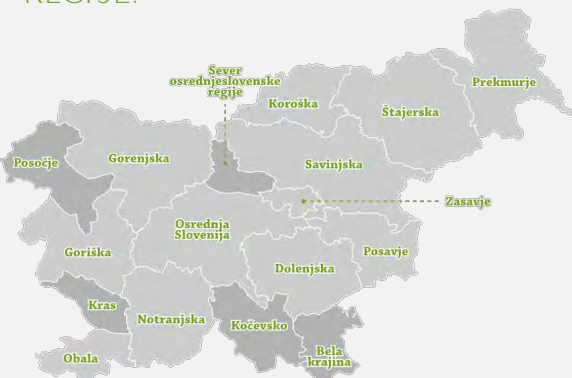 REGIJE:
Sever
osrednjeslovenske
regije
Prekmurje
Koroška
Štajerska
Posočje
Gorenjska
Savinjska
Zasavje
Osrednja
Slovenija
Goriška
Posavje
Dolenjska
Kras
Notranjska
Kočevsko
Obala
Bela
krajina